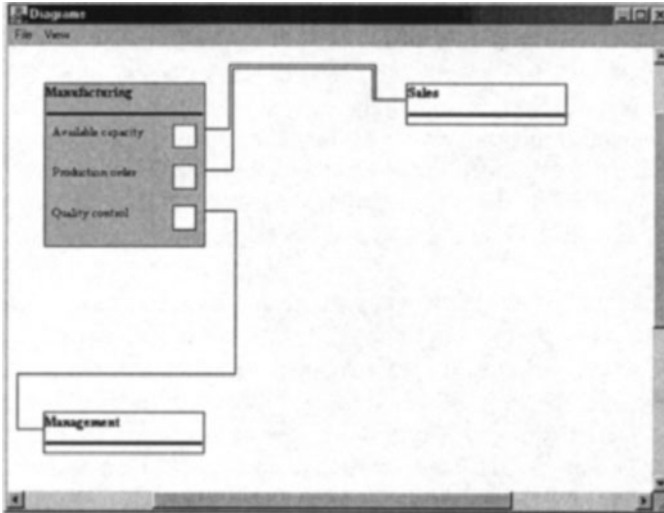 Diagrams
File View
Manufacturing
Sales
Available capacity
Production order
Quality control
Management